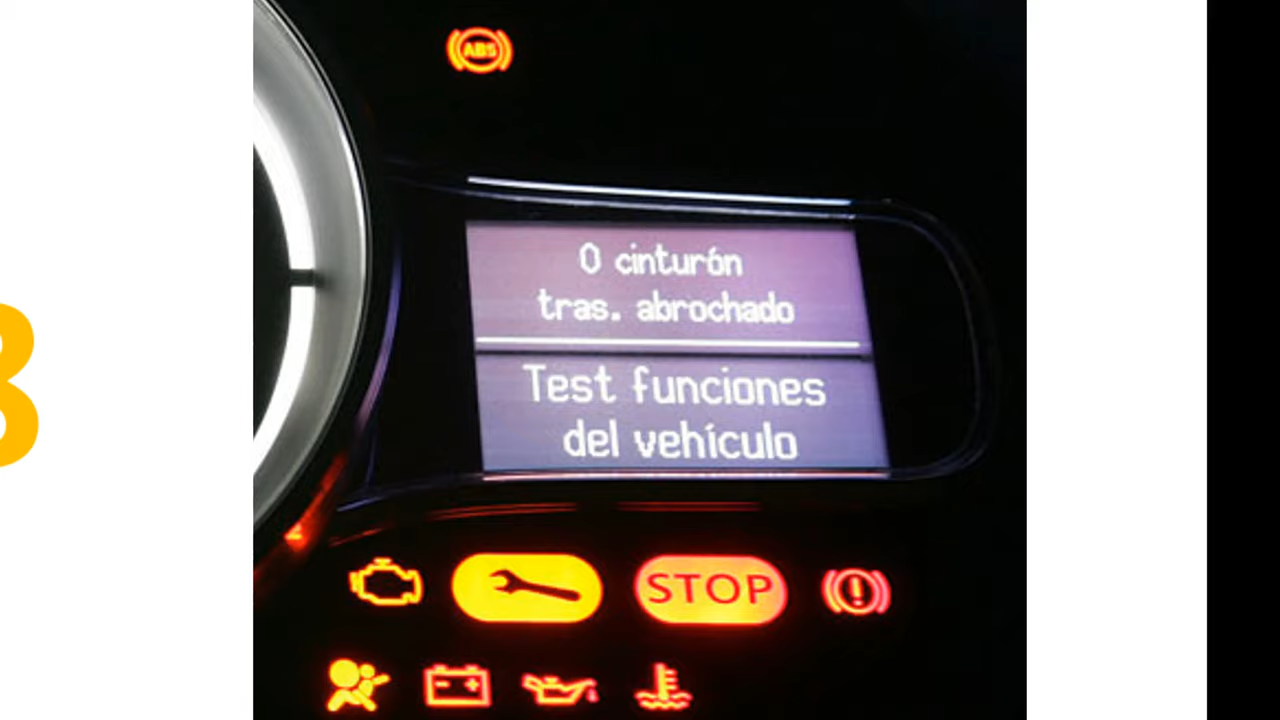 ABS
0 cinturón
tras. abrochado
Test funciones
del vehículo
STOP